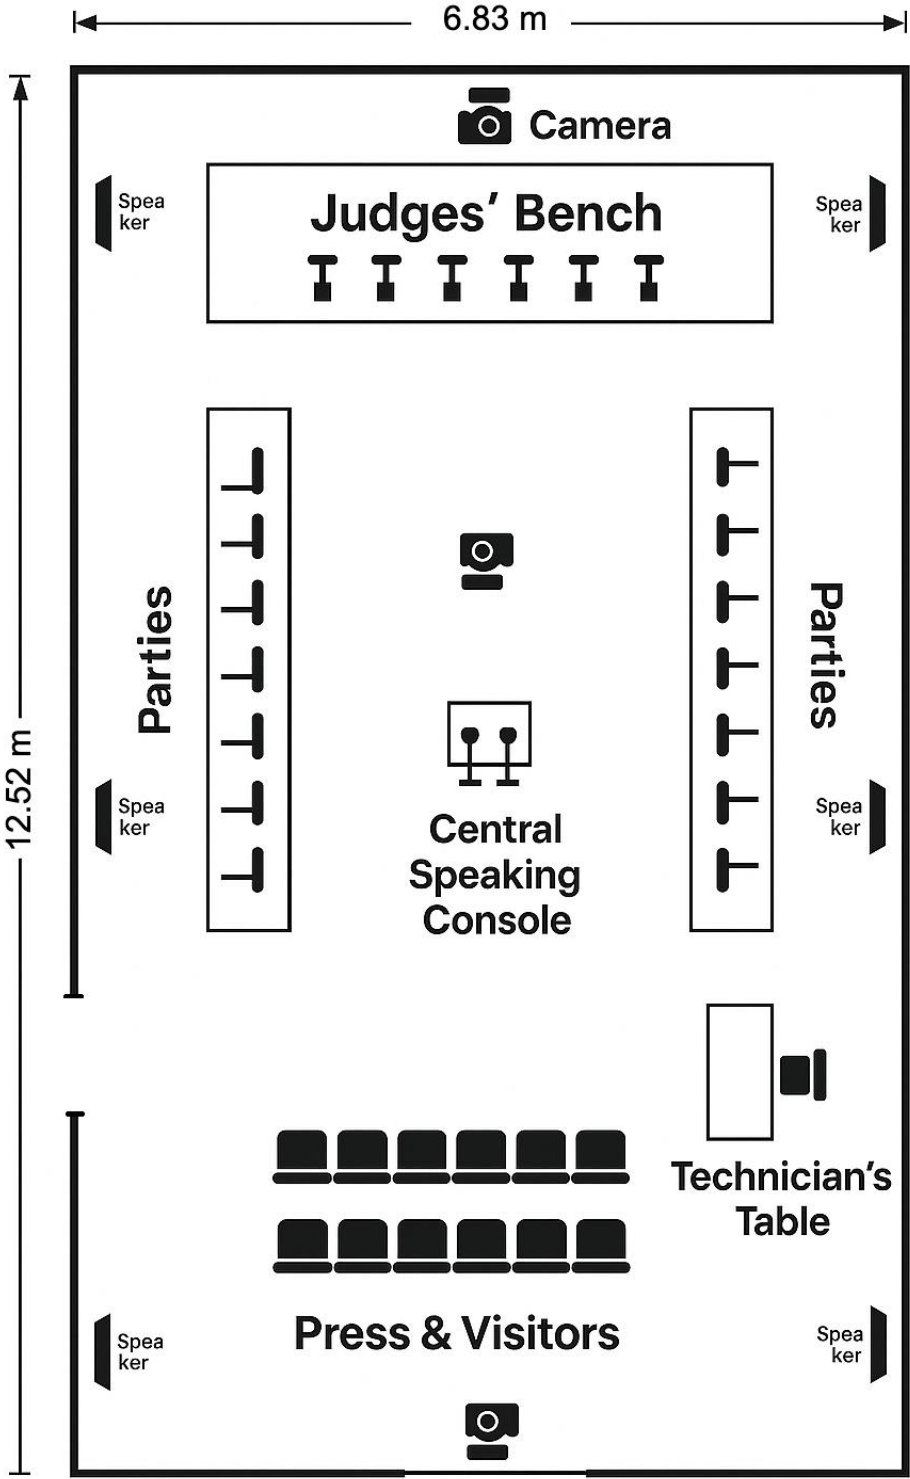 6.83 m
Camera
Spea
ker
Judges’ Bench
Spea
ker
Parties
Parties
12.52 m
Spea
ker
Central
Speaking
Console
Spea
ker
Technician’s
Table
Press & Visitors
Spea
ker
Spea
ker